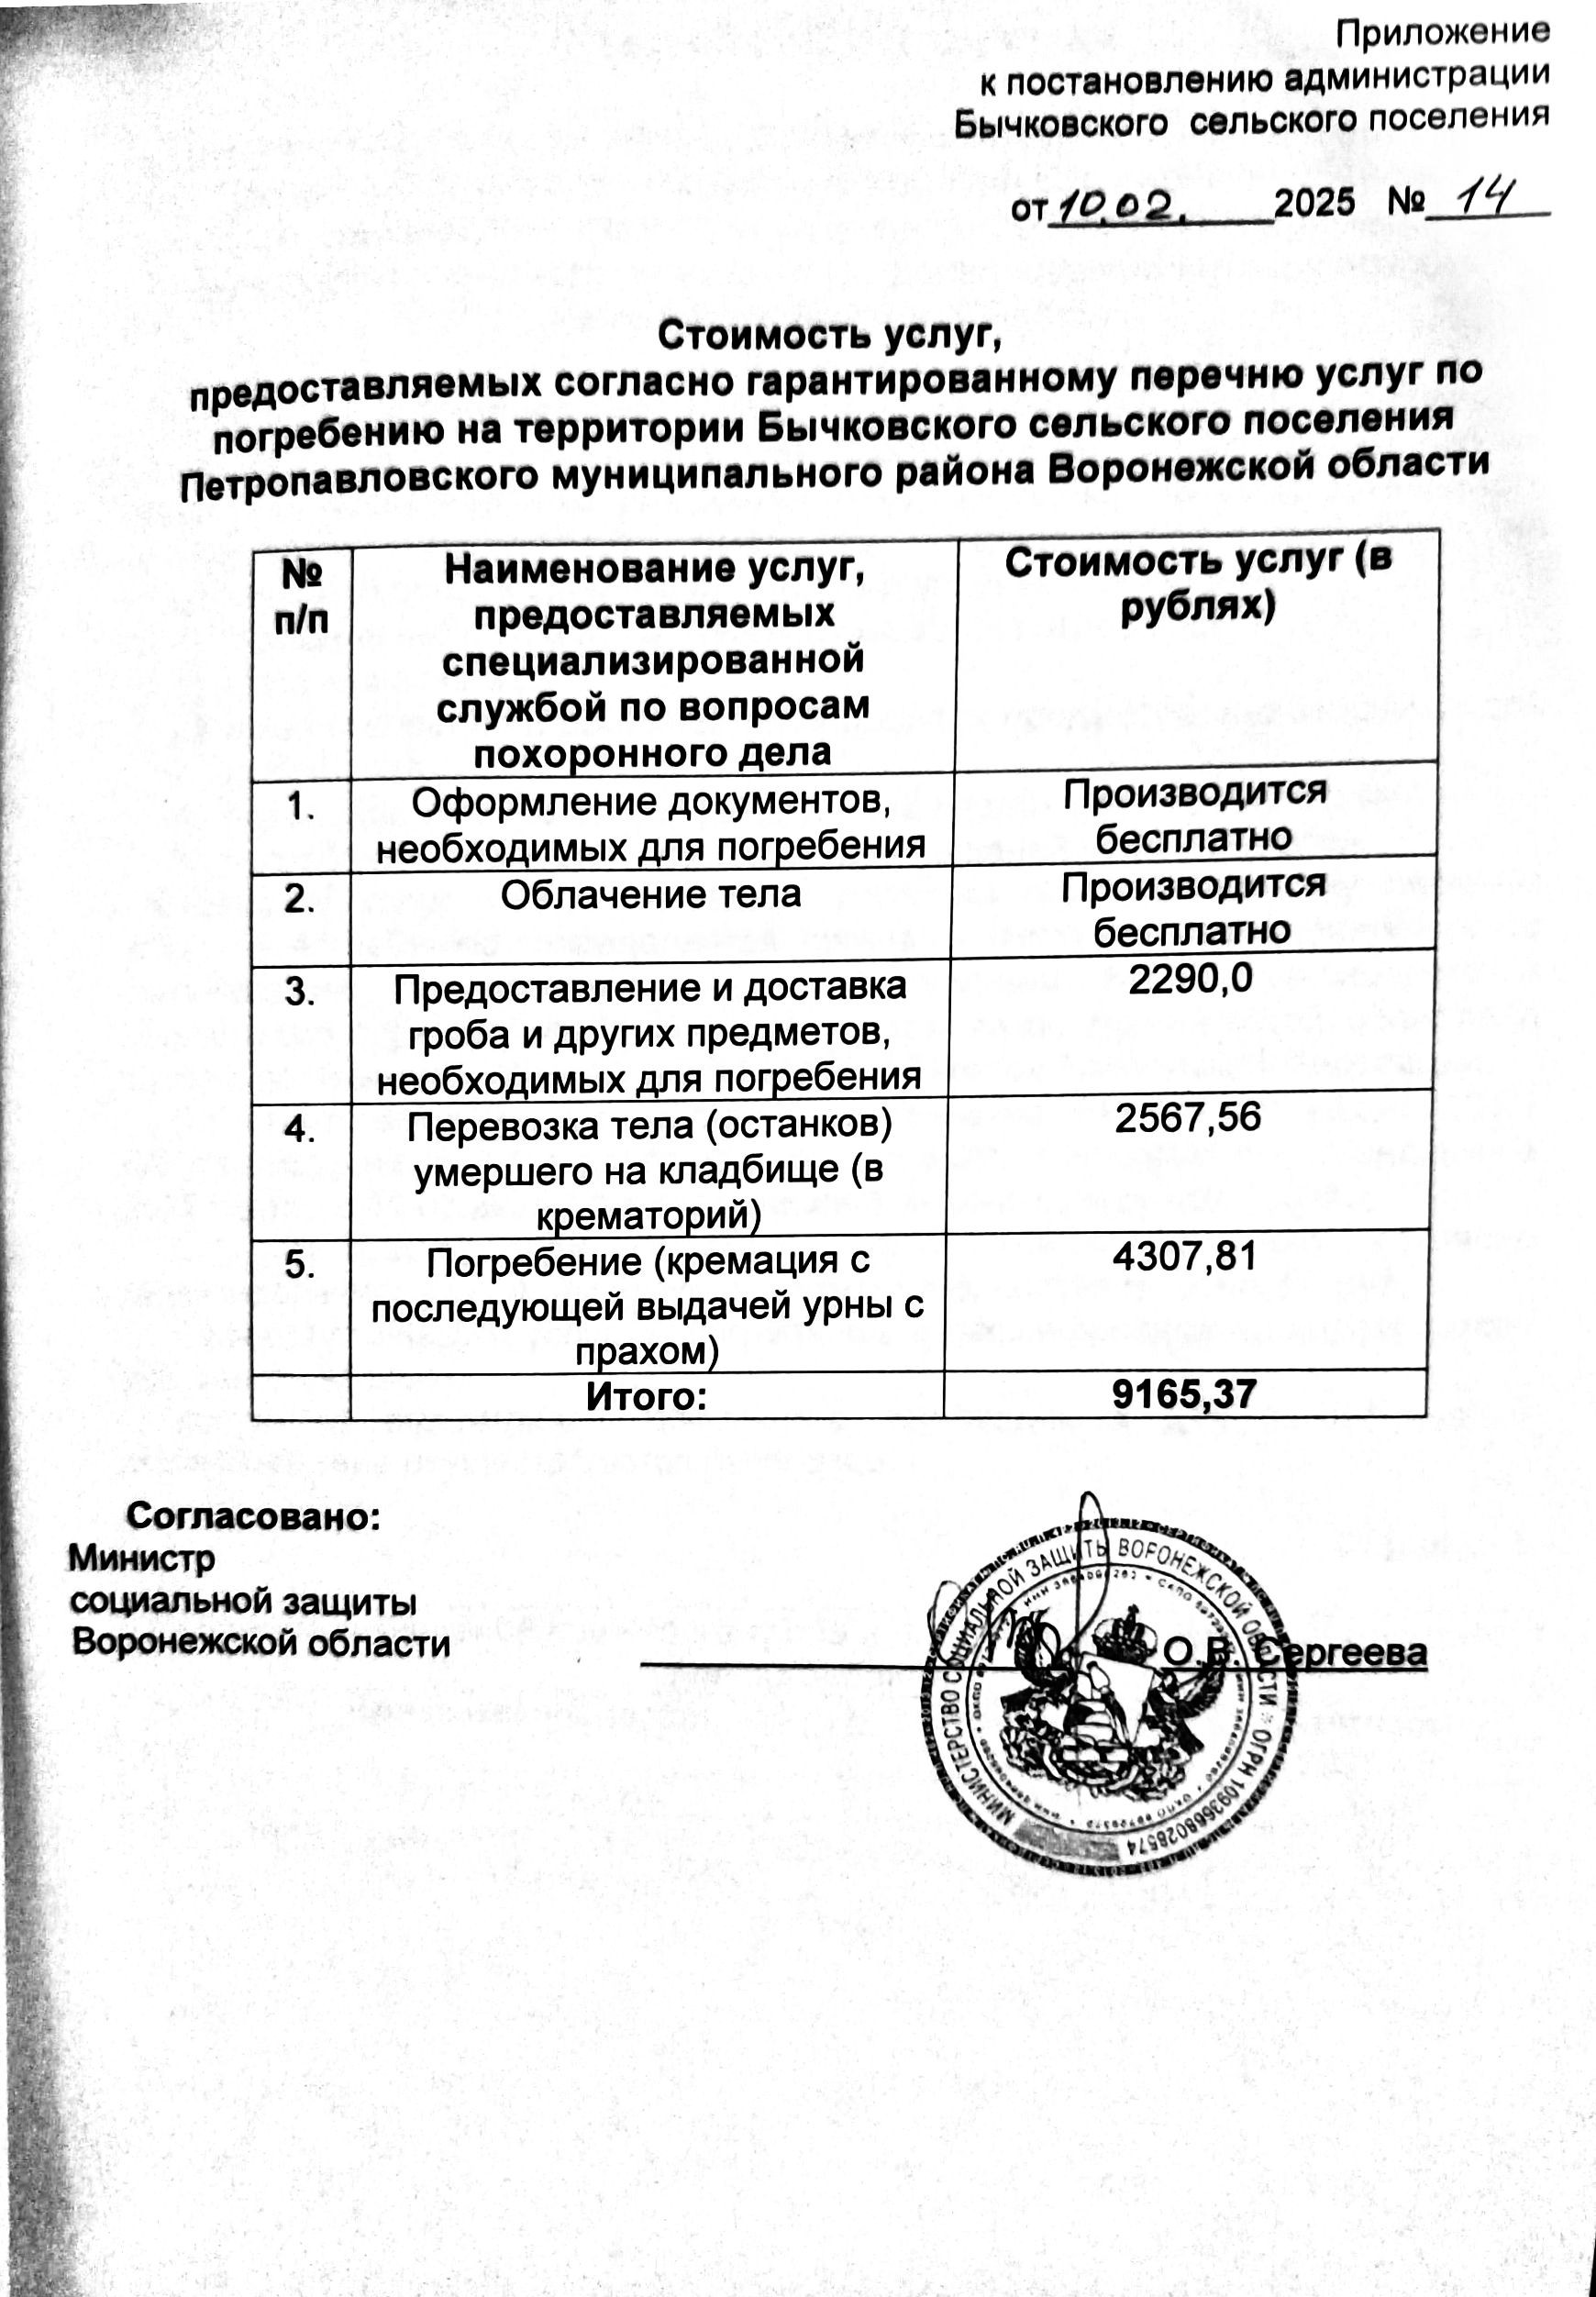 Приложение
к постановлению администрации
Бычковского сельского поселения
от 10.02. 2025 № 14
Стоимость услуг,
предоставляемых согласно гарантированному перечню услуг по
погребению на территории Бычковского сельского поселения
Петропавловского муниципального района Воронежской области
№
п/п
Наименование услуг,
предоставляемых
специализированной
службой по вопросам
похоронного дела
Стоимость услуг (в
рублях)
1.
Оформление документов,
необходимых для погребения
Производится
бесплатно
2.
Облачение тела
Производится
бесплатно
3.
Предоставление и доставка
гроба и других предметов,
необходимых для погребения
2290,0
4.
Перевозка тела (останков)
умершего на кладбище (в
крематорий)
2567,56
5.
Погребение (кремация с
последующей выдачей урны с
прахом)
4307,81
Итого:
9165,37
Согласовано:
Министр
социальной защиты
Воронежской области
О.В. Сергеева
МИНИСТЕРСТВО СОЦИАЛЬНОЙ ЗАЩИТЫ ВОРОНЕЖСКОЙ ОБЛАСТИ * ОГРН 1093668028574